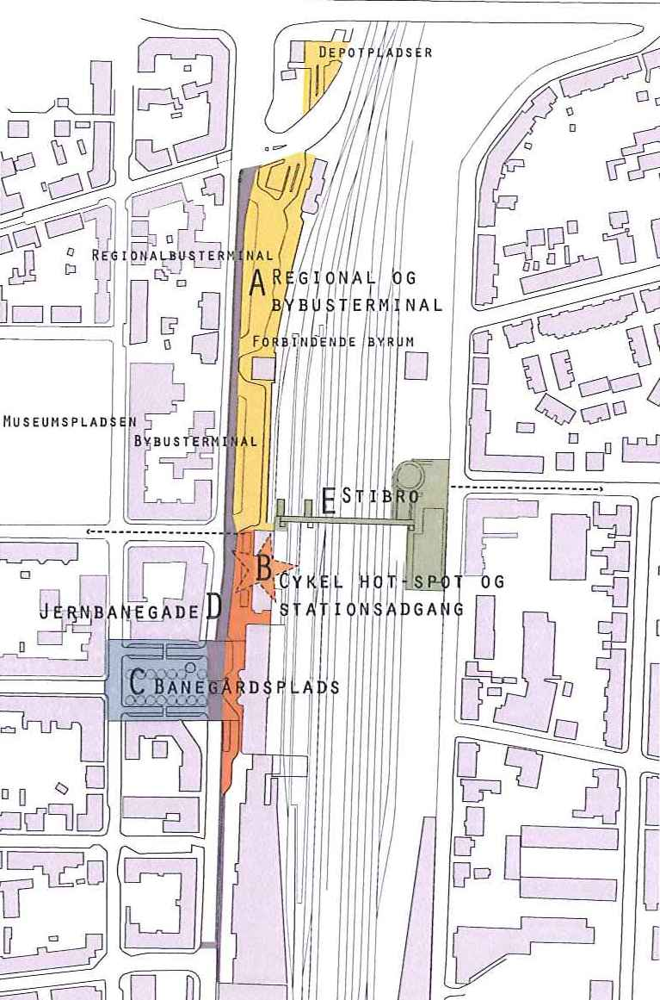 DEPOTPLADSER
REGIONALBUSTERMINAL
A REGIONAL OG
BYBUSTERMINAL
FORBINDENDE BYRUM
MUSEUMSPLADSEN
BYBUSTERMINAL
E STIBRO
B CYKEL HOT-SPOT OG
STATIONSADGANG
JERNBANEGADE D
C BANEGÅRDSPLADS